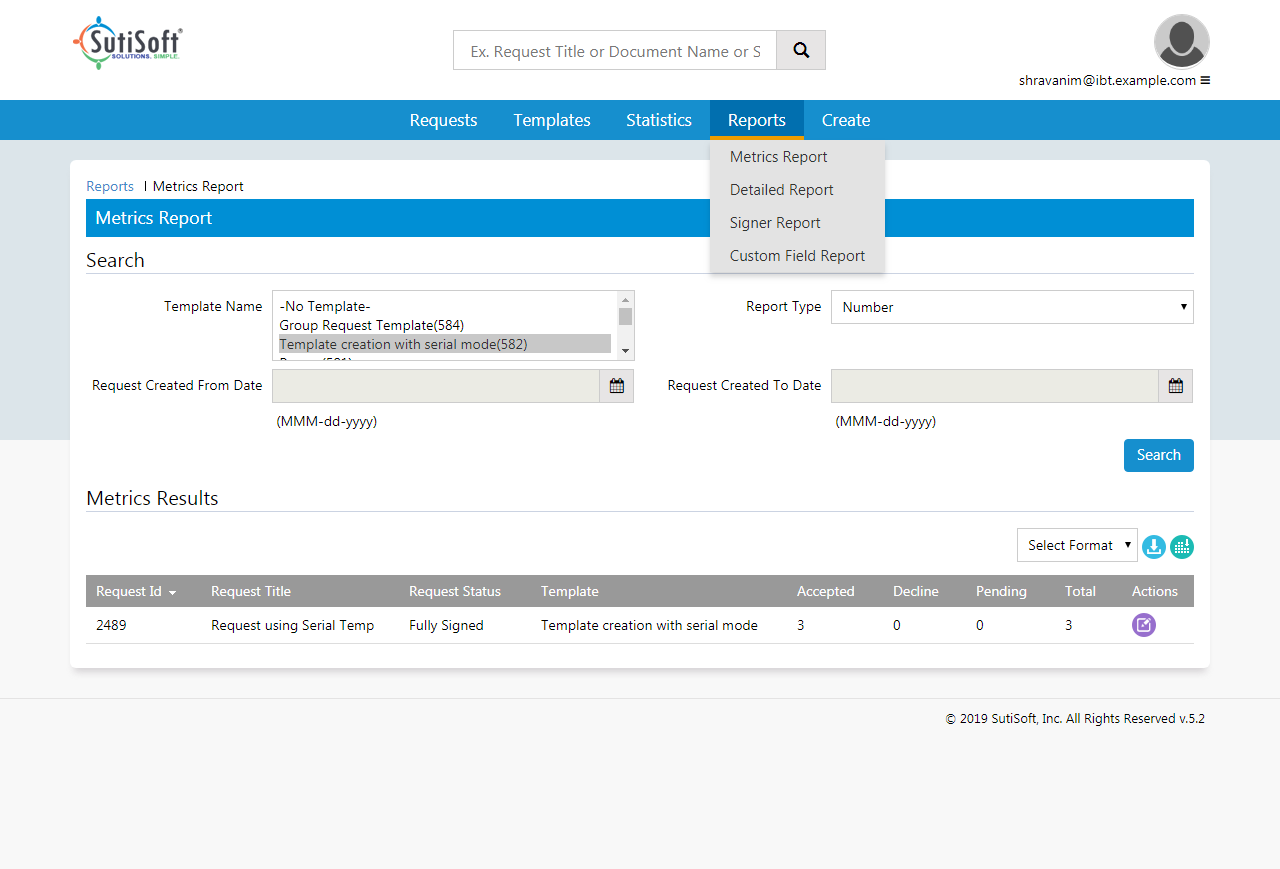 SutiSoft®
SOLUTIONS. SIMPLE.
Ex. Request Title or Document Name or S
shravanim@ibt.example.com
Requests Templates Statistics Reports Create
Metrics Report
Detailed Report
Signer Report
Custom Field Report
Reports | Metrics Report
Metrics Report
Search
Template Name
-No Template-
Group Request Template(584)
Template creation with serial mode(582)
Report Type Number
Request Created From Date
(MMM-dd-yyyy)
Request Created To Date
(MMM-dd-yyyy)
Search
Metrics Results
Select Format
Request Id Request Title Request Status Template Accepted Decline Pending Total Actions
2489 Request using Serial Temp Fully Signed Template creation with serial mode 3 0 0 3
© 2019 SutiSoft, Inc. All Rights Reserved v.5.2